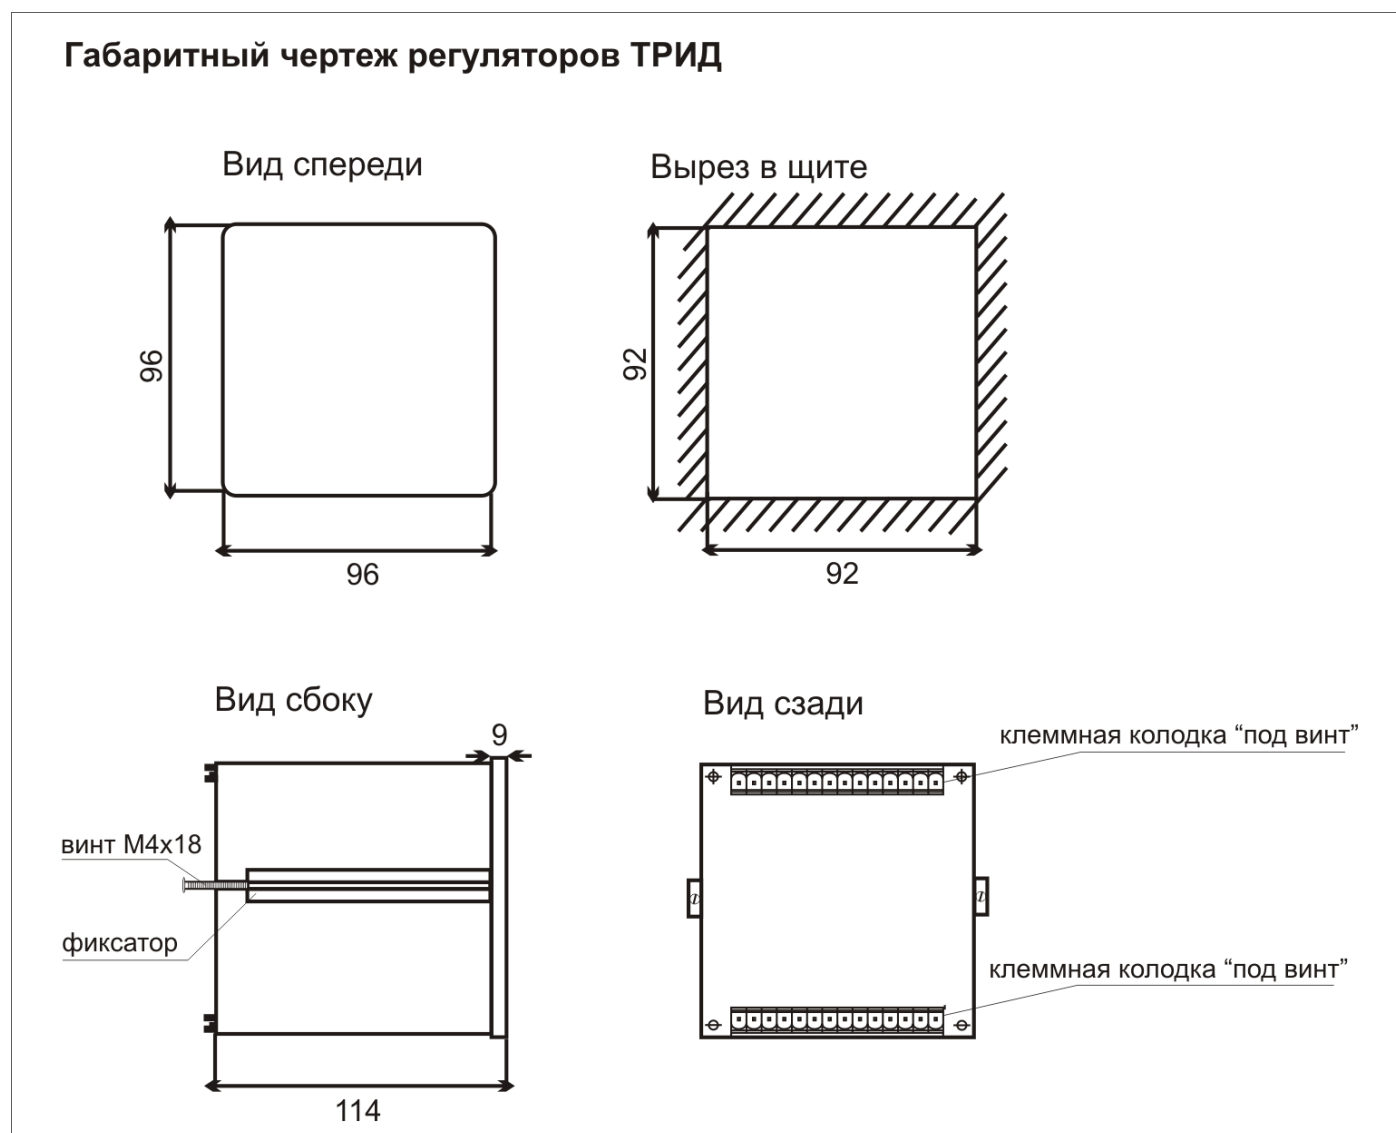 Габаритный чертеж регуляторов ТРИД
Вид спереди
Вырез в щите
96
92
96
92
Вид сбоку
Вид сзади
9
клеммная колодка “под винт”
винт М4х18
фиксатор
клеммная колодка “под винт”
114